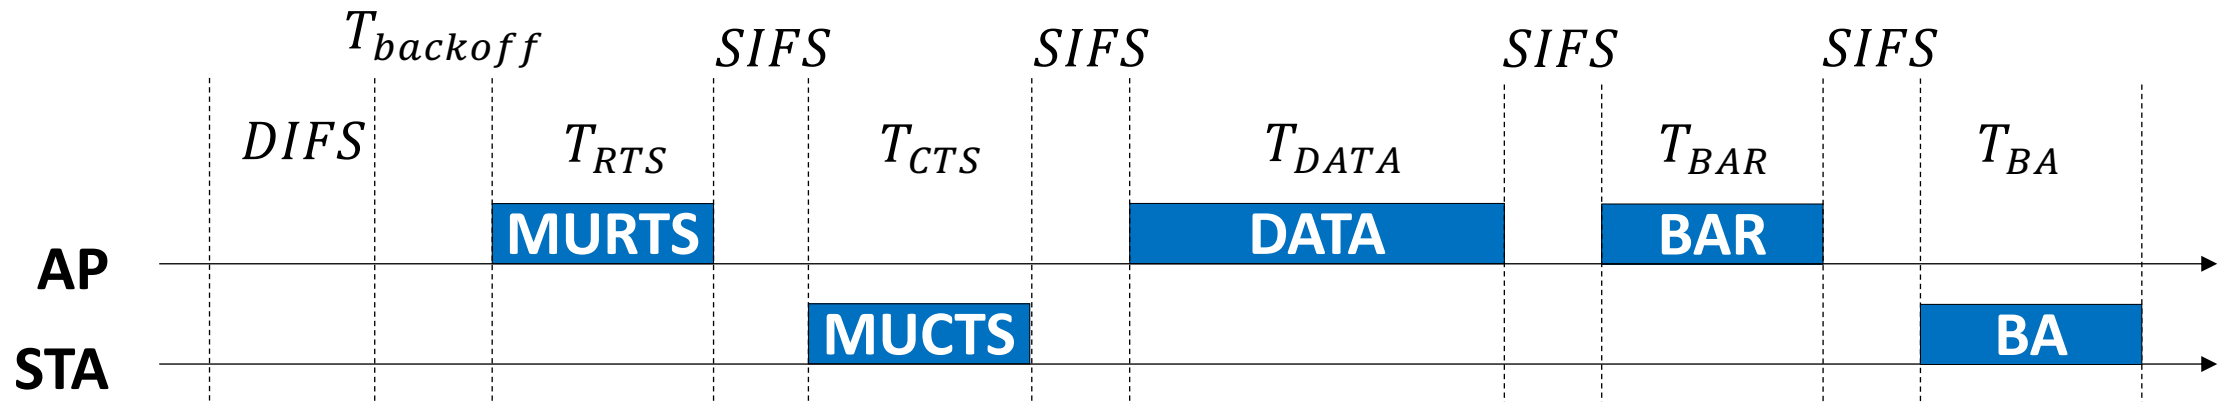 T_backoff SIFS SIFS SIFS SIFS
DIFS T_RTS T_CTS T_DATA T_BAR T_BA
AP MURTS DATA BAR
STA MUCTS BA